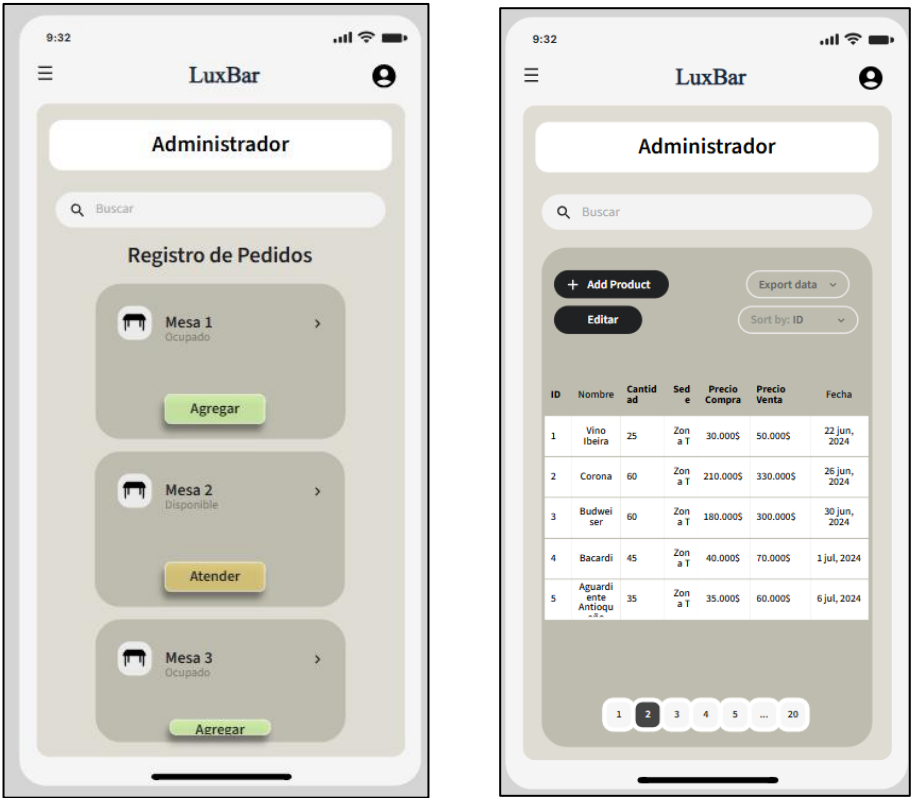 9:32
LuxBar
Administrador
Buscar
Registro de Pedidos
Mesa 1
Ocupado
Agregar
Mesa 2
Disponible
Atender
Mesa 3
Ocupado
Agregar
9:32
LuxBar
Administrador
Buscar
+ Add Product
Export data
Editar
Sort by: ID
ID Nombre Cantid Sed Precio Precio Fecha
ad e Compra Venta
1 Vino 25 Zon 30.000$ 50.000$ 22 jun,
Ibeira a T 2024
2 Corona 60 Zon 210.000$ 330.000$ 26 jun,
a T 2024
3 Budwei 60 Zon 180.000$ 300.000$ 30 jun,
ser a T 2024
4 Bacardi 45 Zon 40.000$ 70.000$ 1 jul, 2024
a T
5 Aguardi 35 Zon 35.000$ 60.000$ 6 jul, 2024
ente a T
Antioqu
1 2 3 4 5 ... 20